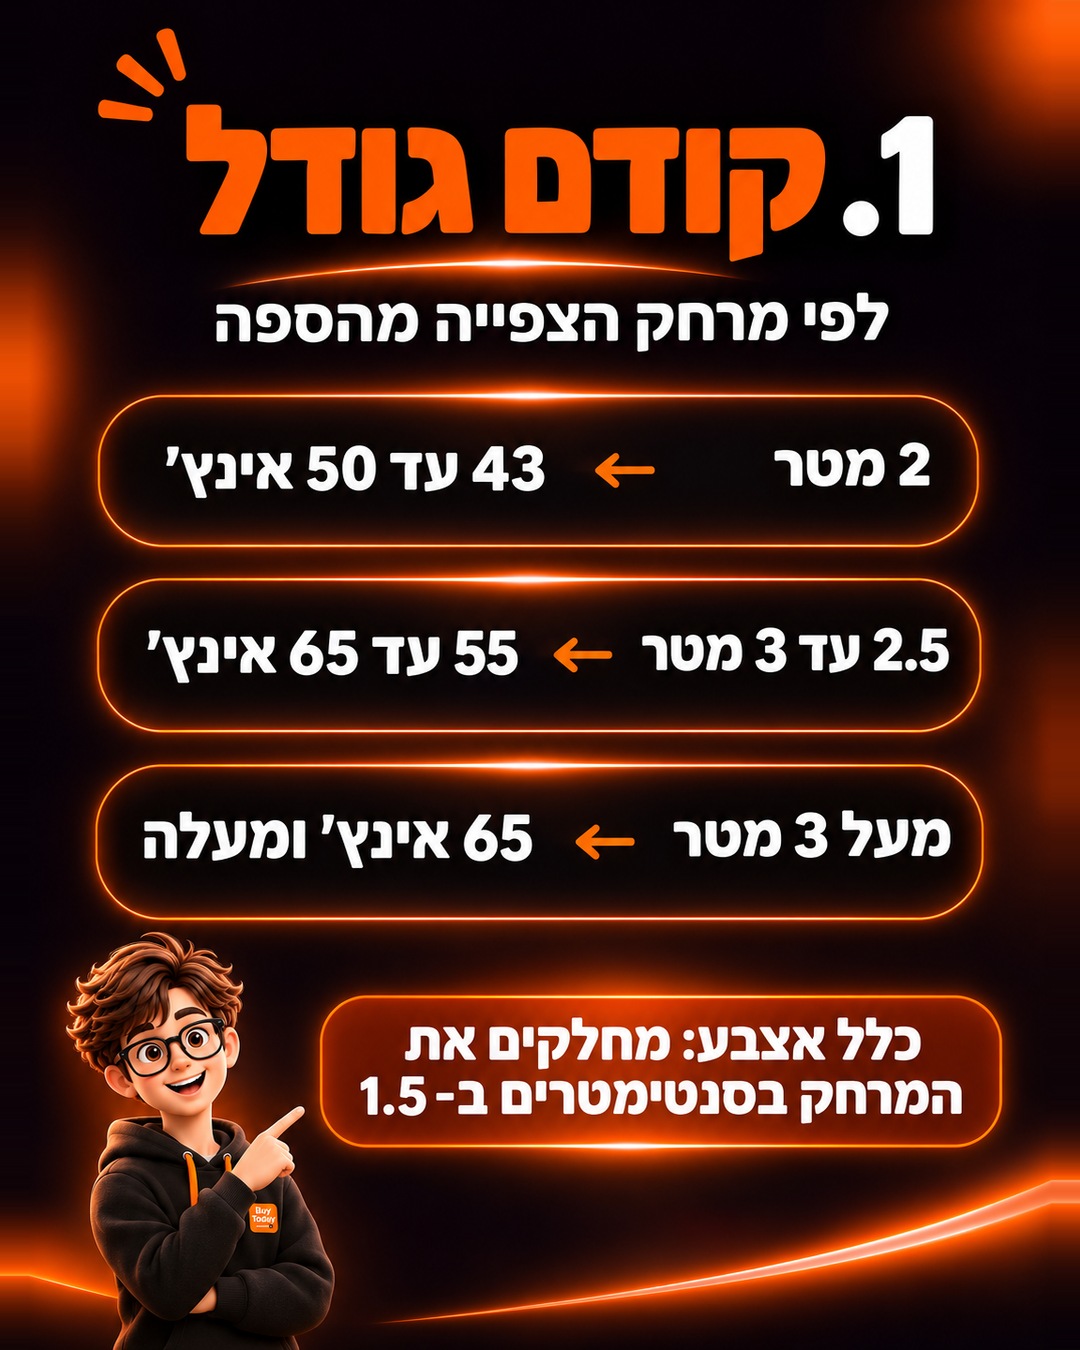 1. קודם גודל
לפי מרחק הצפייה מהספה
2 מטר ← 43 עד 50 אינץ'
2.5 עד 3 מטר ← 55 עד 65 אינץ'
מעל 3 מטר ← 65 אינץ' ומעלה
כלל אצבע: מחלקים את
המרחק בסנטימטרים ב- 1.5
Buy
Today